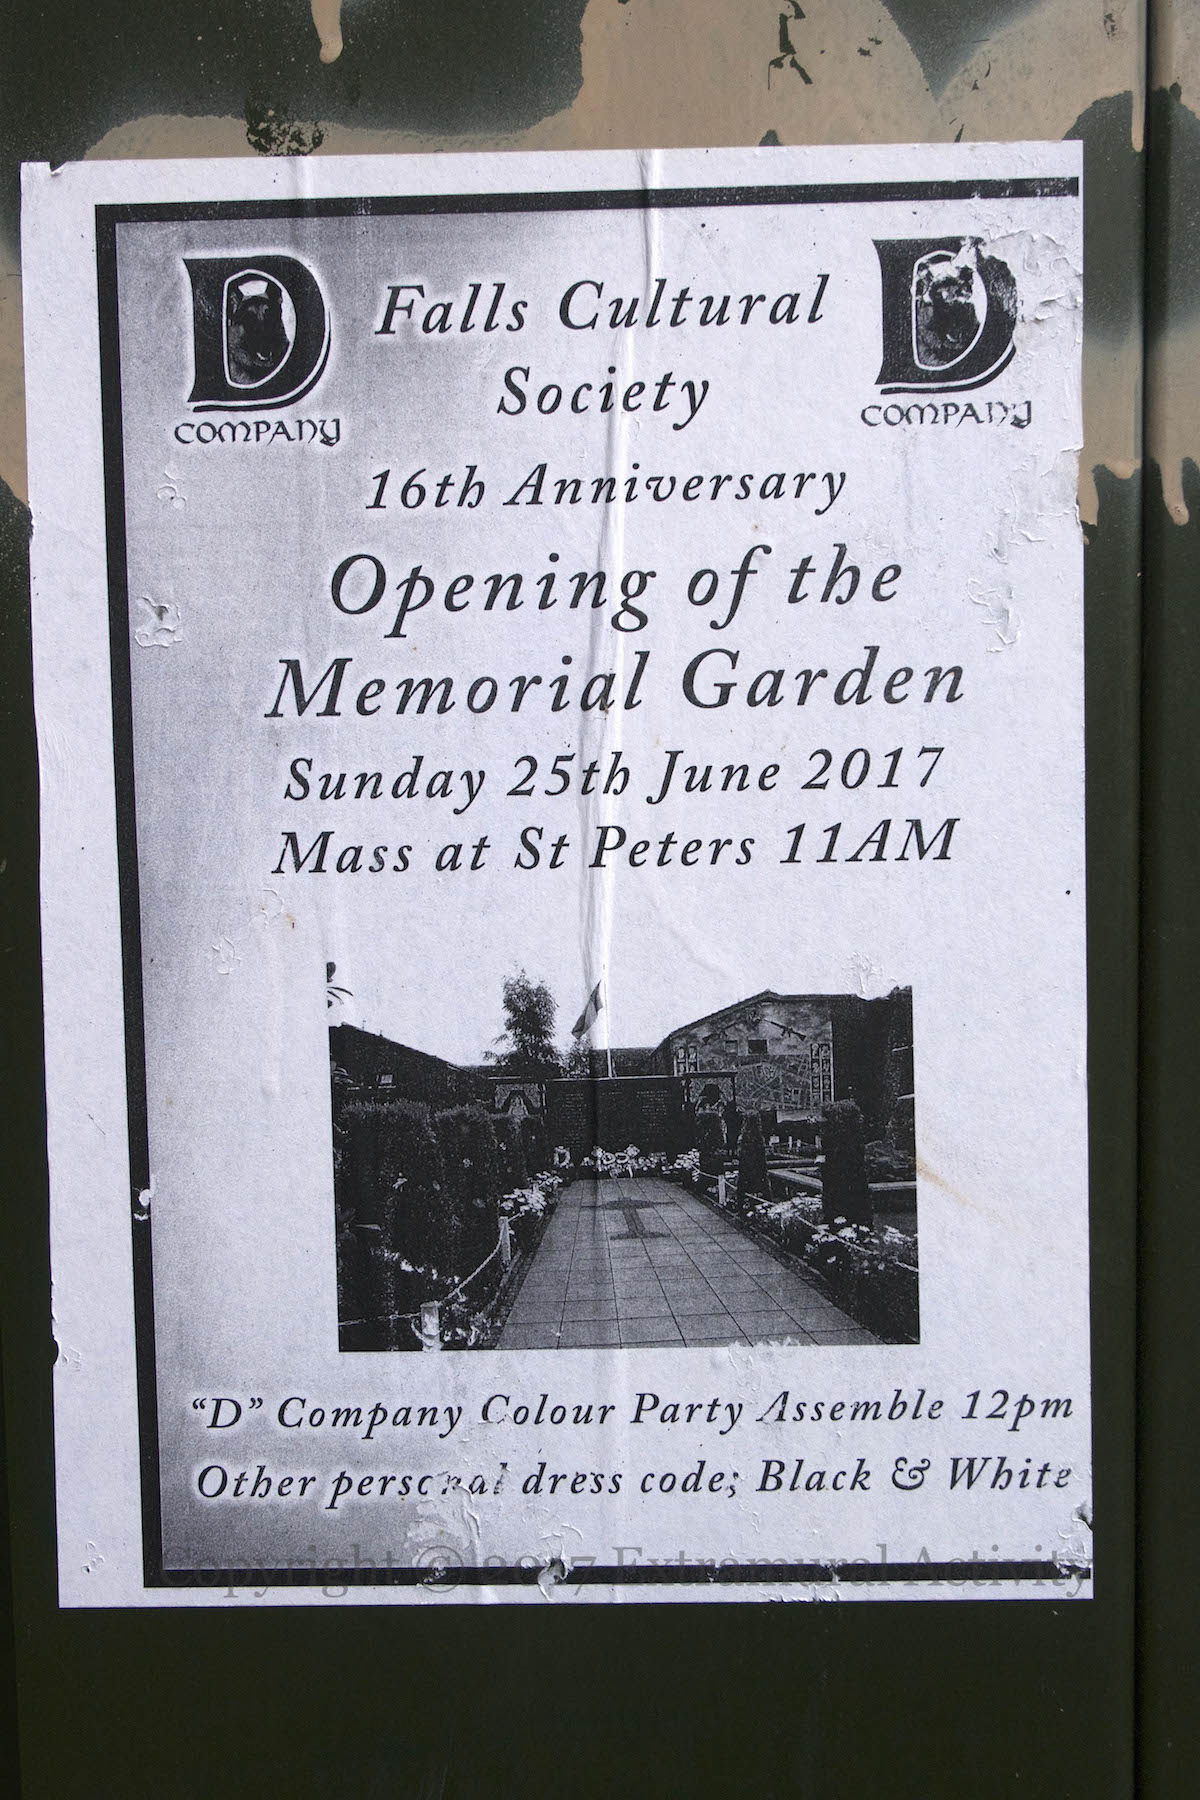 D COMPANY
Falls Cultural
Society
D COMPANY
16th Anniversary
Opening of the
Memorial Garden
Sunday 25th June 2017
Mass at St Peters 11AM
“D” Company Colour Party Assemble 12pm
Other personal dress code; Black & White
Copyright © 2017 Extramural Activity